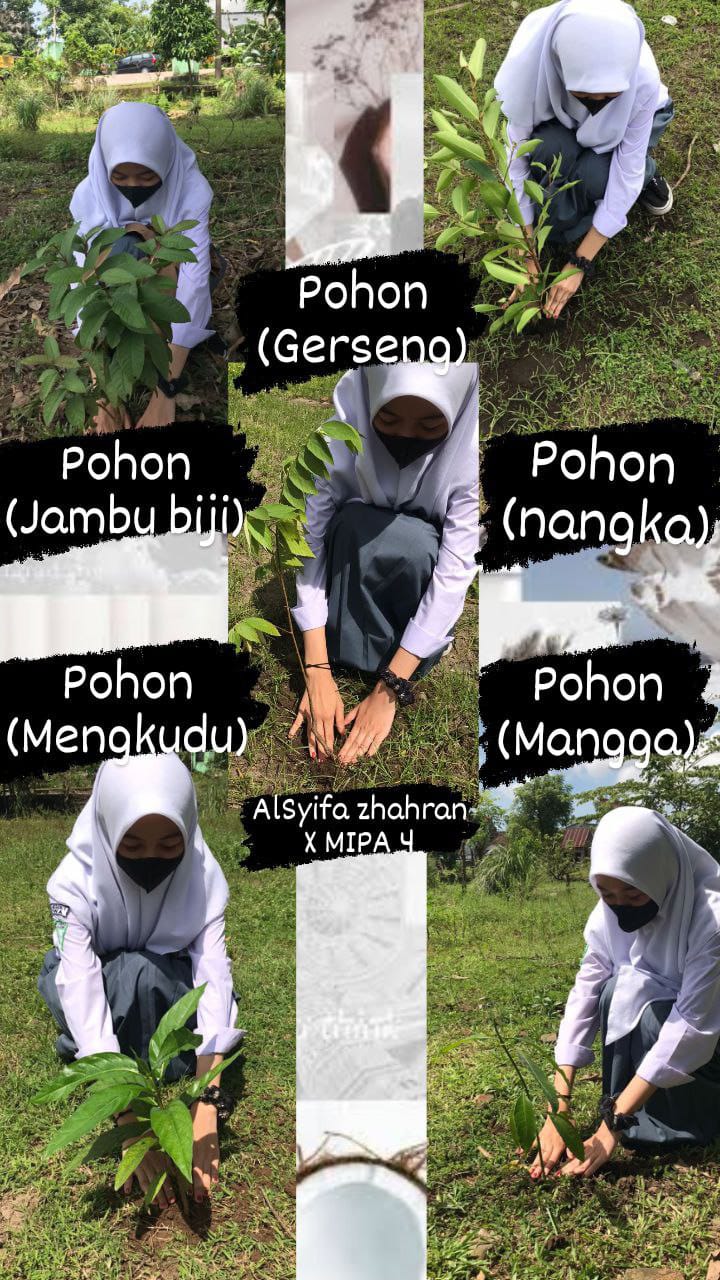 Pohon
(Gerseng)
Pohon
(Jambu biji)
Pohon
(nangka)
Pohon
(Mengkudu)
Pohon
(Mangga)
AlSyifa zhahran
X MIPA 4